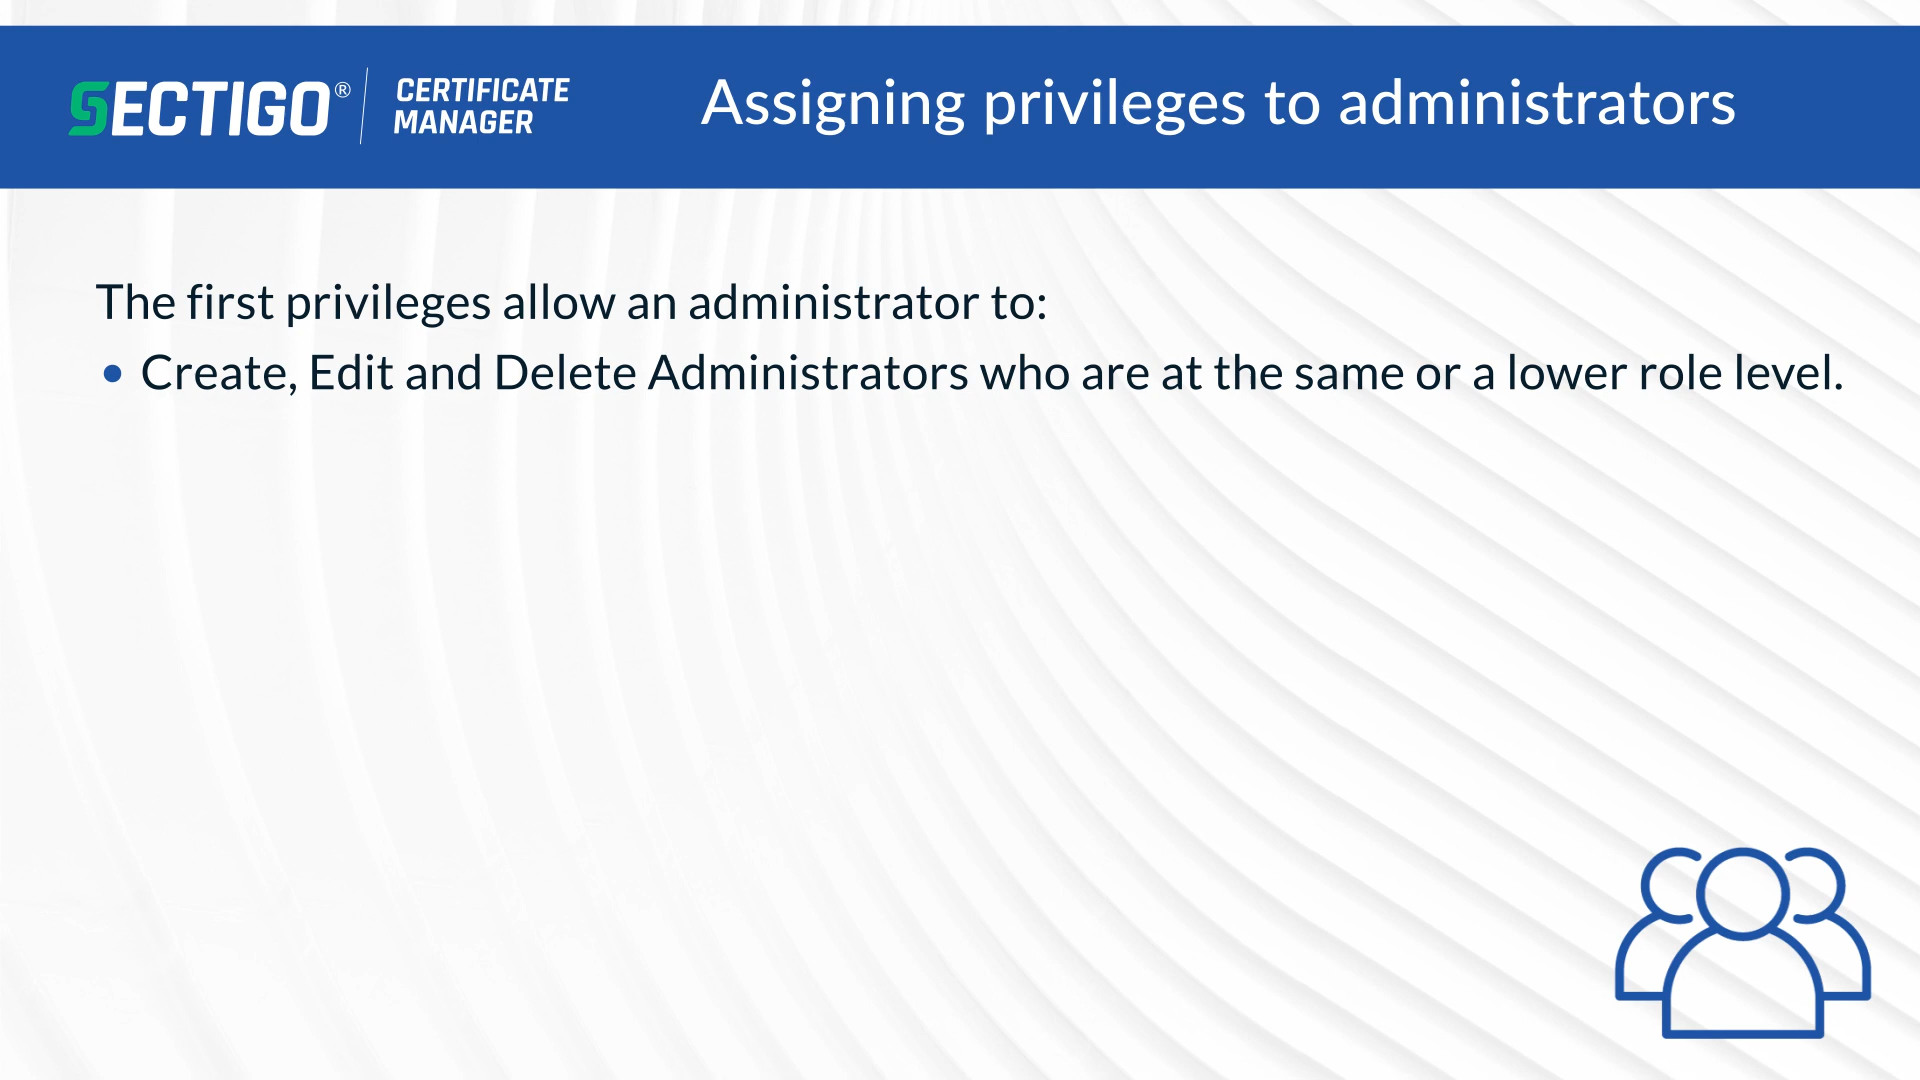 SECTIGO®
CERTIFICATE
MANAGER
Assigning privileges to administrators
The first privileges allow an administrator to:
• Create, Edit and Delete Administrators who are at the same or a lower role level.